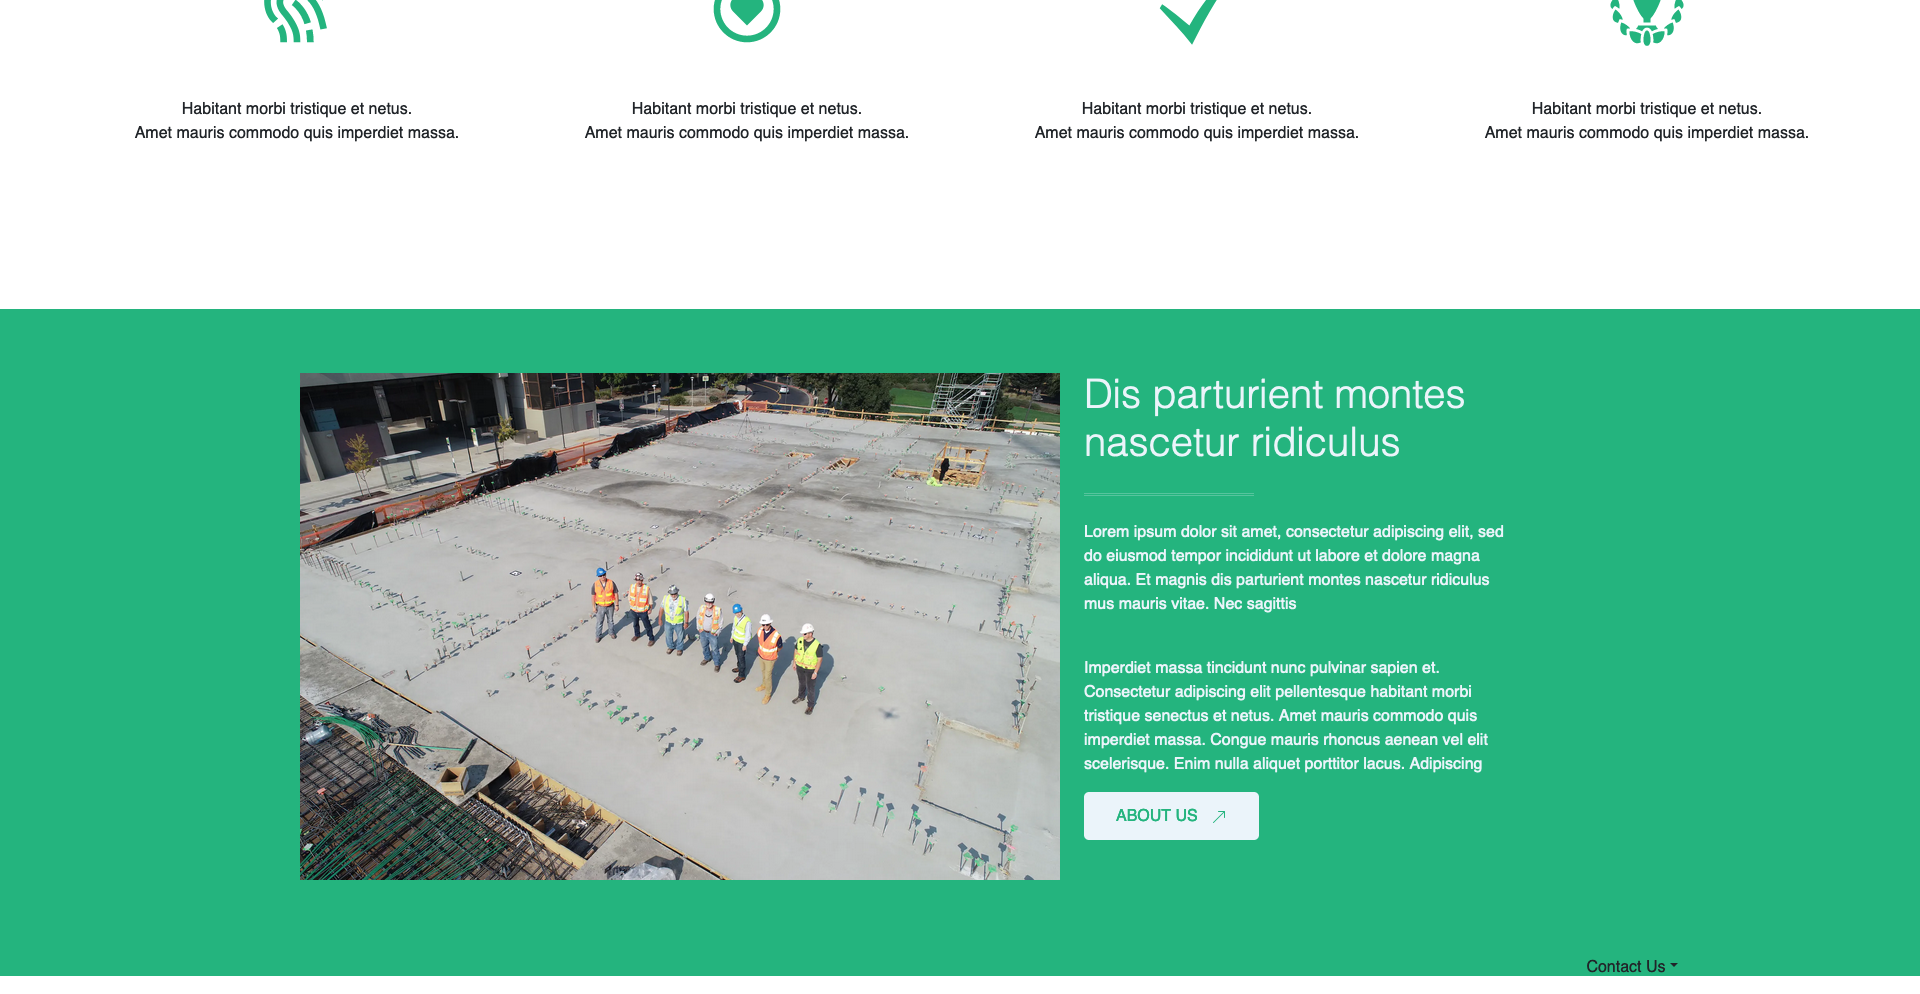 Habitant morbi tristique et netus.
Amet mauris commodo quis imperdiet massa.
Habitant morbi tristique et netus.
Amet mauris commodo quis imperdiet massa.
Habitant morbi tristique et netus.
Amet mauris commodo quis imperdiet massa.
Habitant morbi tristique et netus.
Amet mauris commodo quis imperdiet massa.
Dis parturient montes
nascetur ridiculus
Lorem ipsum dolor sit amet, consectetur adipiscing elit, sed
do eiusmod tempor incididunt ut labore et dolore magna
aliqua. Et magnis dis parturient montes nascetur ridiculus
mus mauris vitae. Nec sagittis
Imperdiet massa tincidunt nunc pulvinar sapien et.
Consectetur adipiscing elit pellentesque habitant morbi
tristique senectus et netus. Amet mauris commodo quis
imperdiet massa. Congue mauris rhoncus aenean vel elit
scelerisque. Enim nulla aliquet porttitor lacus. Adipiscing
ABOUT US
Contact Us